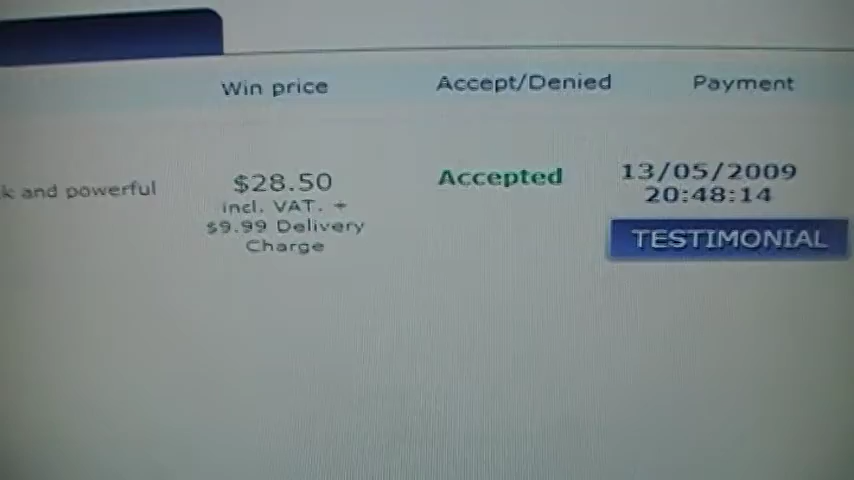 Win price Accept/Denied Payment
and powerful
$28.50
incl. VAT. +
$9.99 Delivery
Charge
Accepted
13/05/2009
20:48:14
TESTIMONIAL